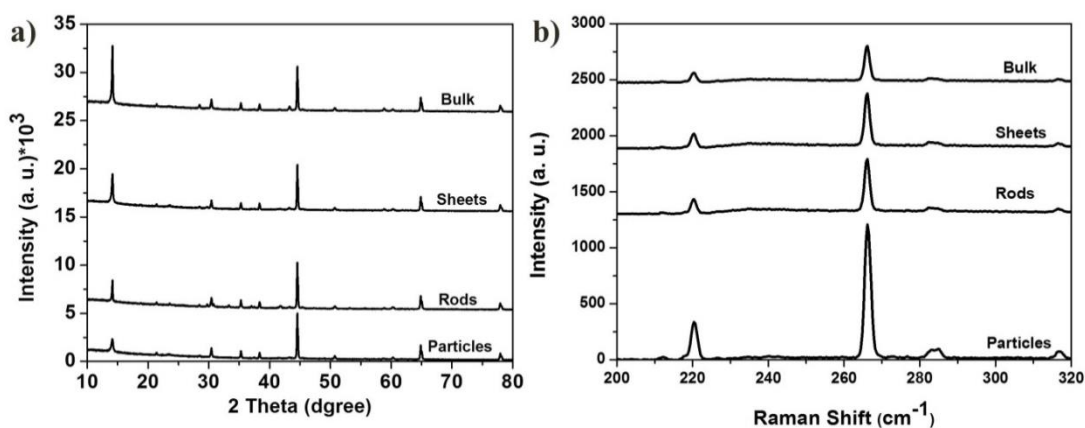 a)
35
30
25
20
15
10
5
0
Intensity (a. u.)*10³
Bulk
Sheets
Rods
Particles
10 20 30 40 50 60 70 80
2 Theta (dgree)
b)
3000
2500
2000
1500
1000
500
0
Intensity (a. u.)
Bulk
Sheets
Rods
Particles
200 220 240 260 280 300 320
Raman Shift (cm⁻¹)